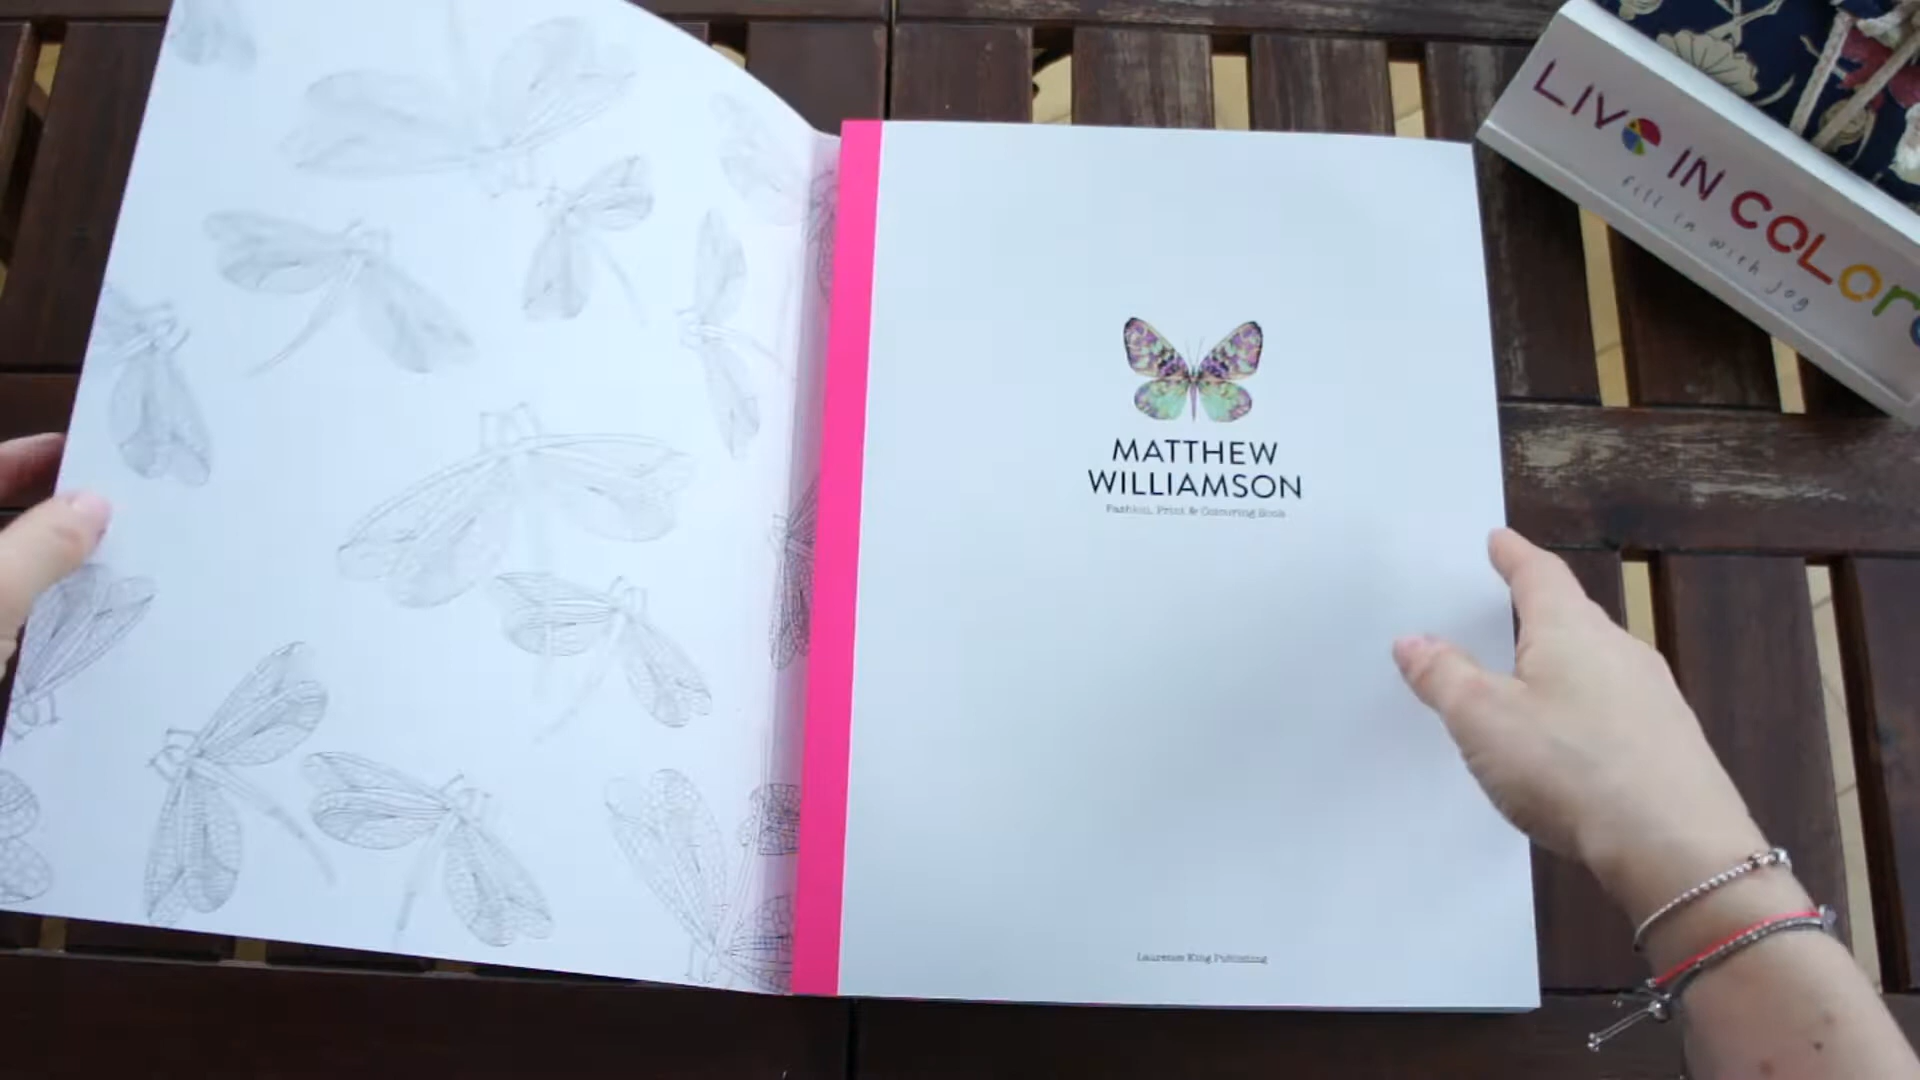 MATTHEW
WILLIAMSON
Fashion, Print & Colouring Book
Laurence King Publishing
LIVE IN COLOR
fill in with joy